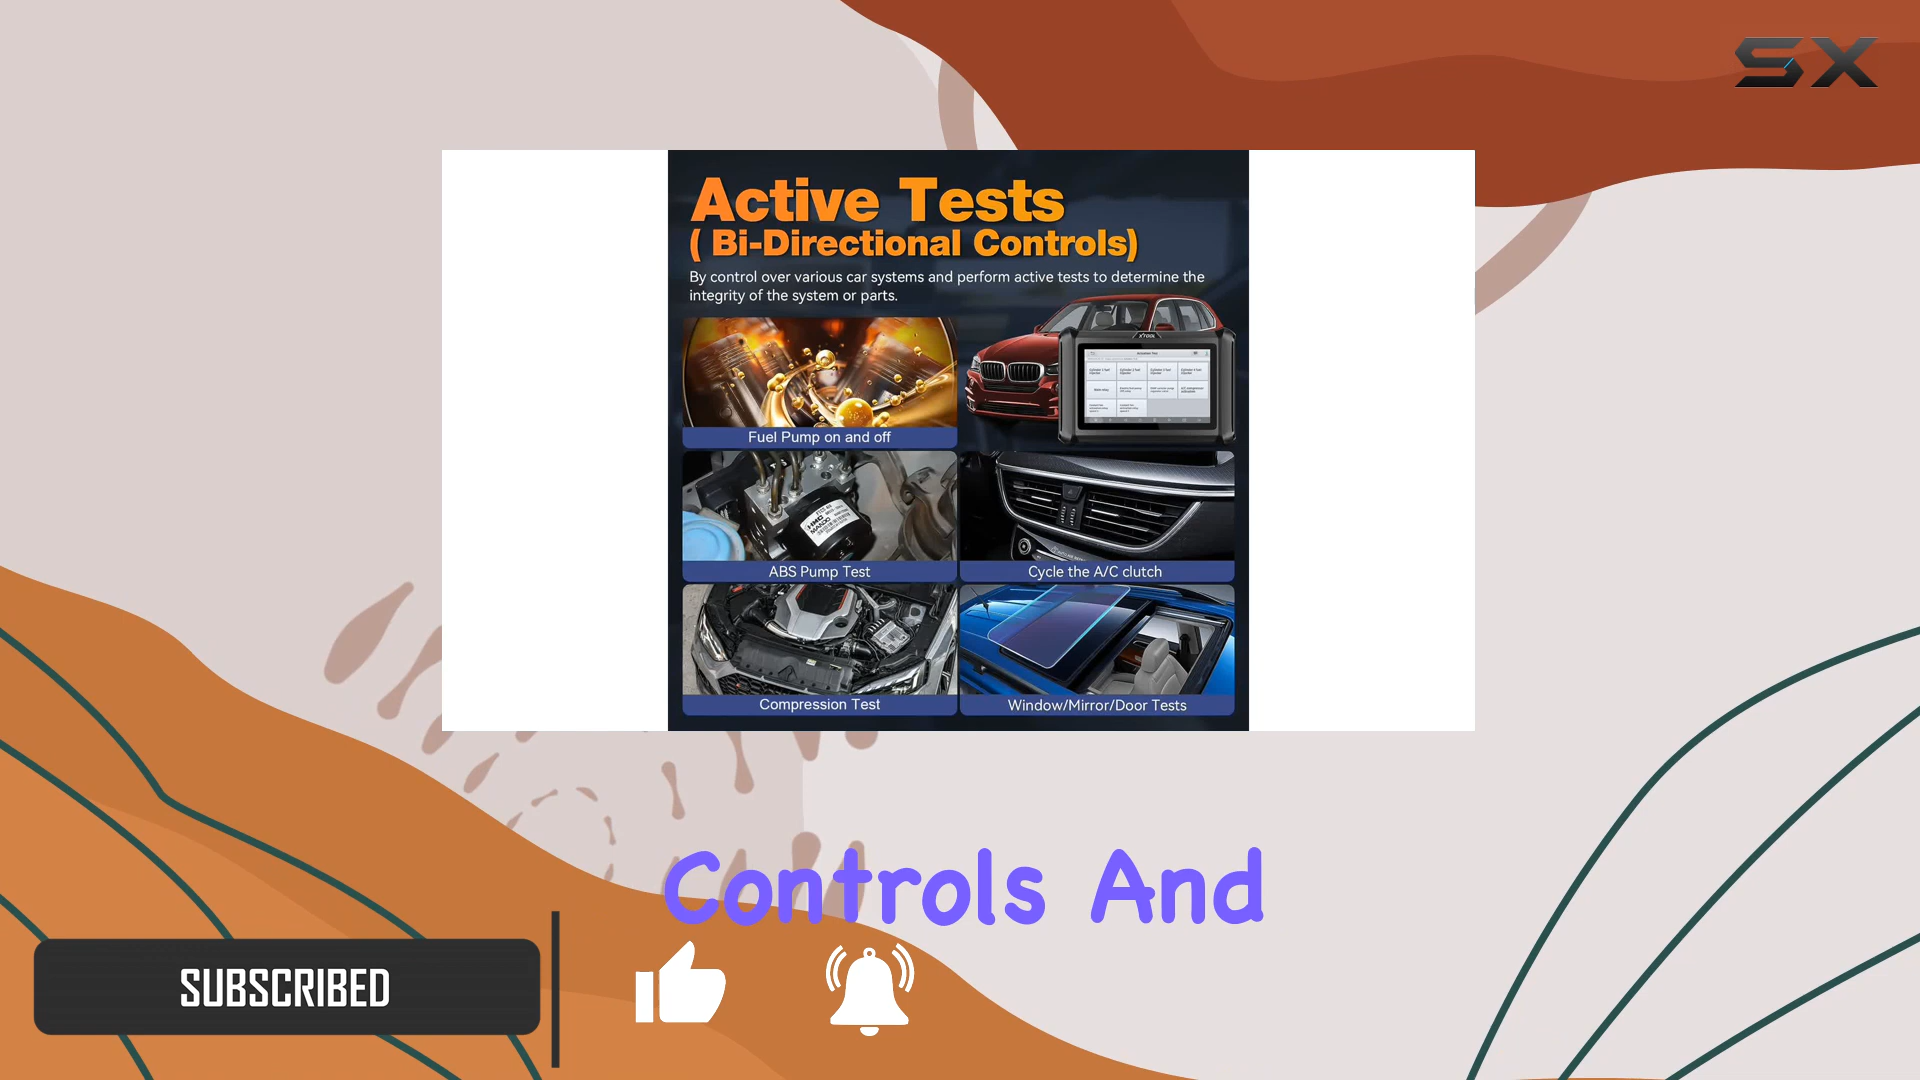 SX
Active Tests
( Bi-Directional Controls)
By control over various car systems and perform active tests to determine the
integrity of the system or parts.
XTOOL
Fuel Pump on and off
ABS Pump Test
Cycle the A/C clutch
Compression Test
Window/Mirror/Door Tests
Controls And
SUBSCRIBED